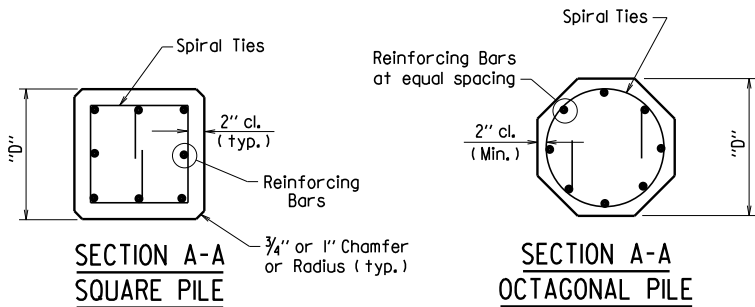 Spiral Ties
"D"
2" cl.
(typ.)
Reinforcing
Bars
3/4" or 1" Chamfer
or Radius (typ.)
SECTION A-A
SQUARE PILE
Spiral Ties
Reinforcing Bars
at equal spacing
2" cl.
(Min.)
"D"
SECTION A-A
OCTAGONAL PILE